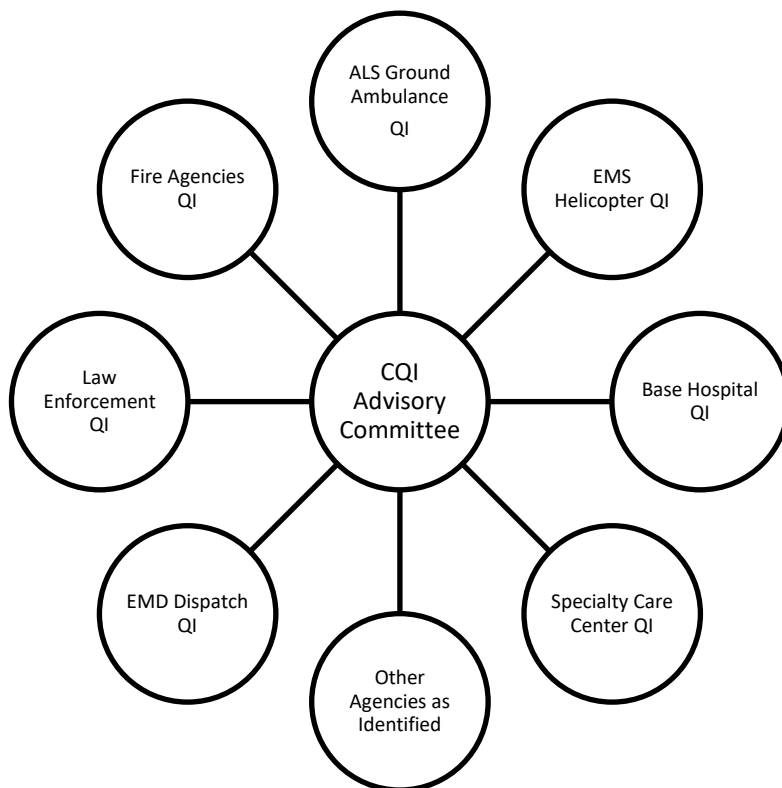 ALS Ground
Ambulance
QI
Fire Agencies
QI
EMS
Helicopter QI
Law
Enforcement
QI
CQI
Advisory
Committee
Base Hospital
QI
EMD Dispatch
QI
Specialty Care
Center QI
Other
Agencies as
Identified